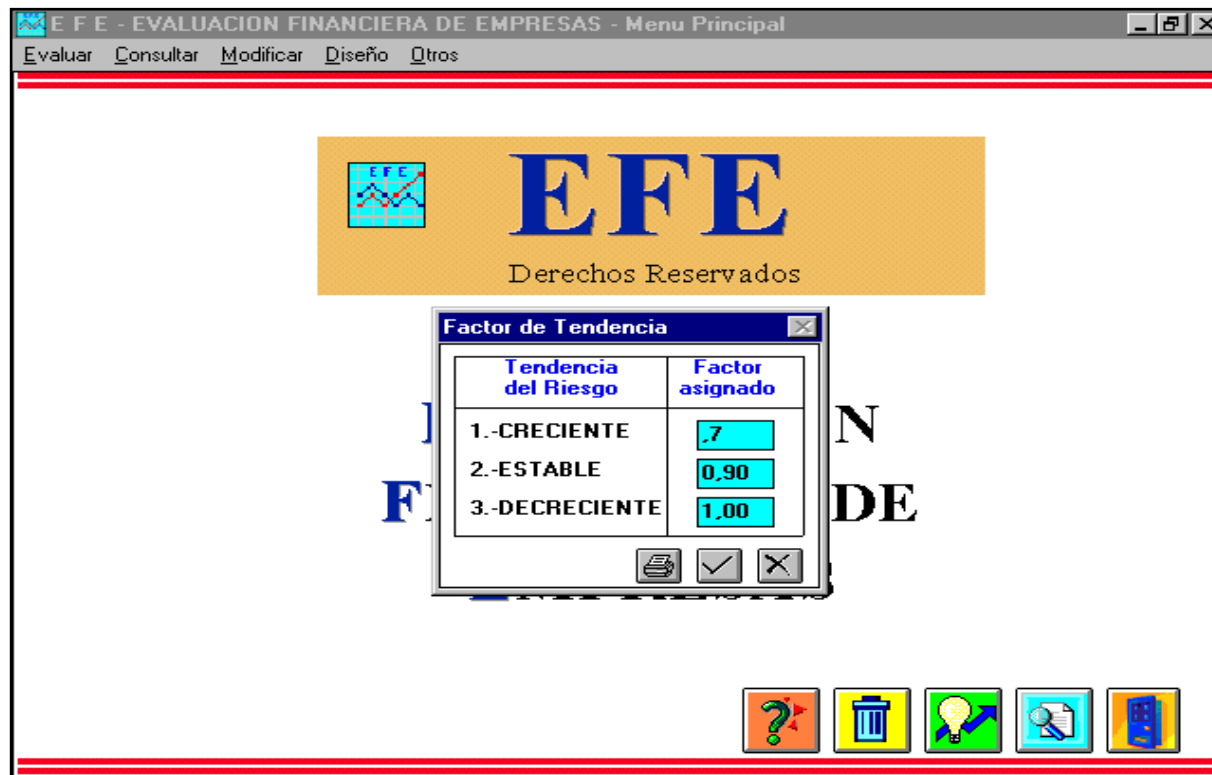 E F E - EVALUACION FINANCIERA DE EMPRESAS - Menu Principal
Evaluar Consultar Modificar Diseño Otros
E F E
EFE
Derechos Reservados
Factor de Tendencia
Tendencia del Riesgo
Factor asignado
1.-CRECIENTE ,7
2.-ESTABLE 0,90
3.-DECRECIENTE 1,00
N
F
DE